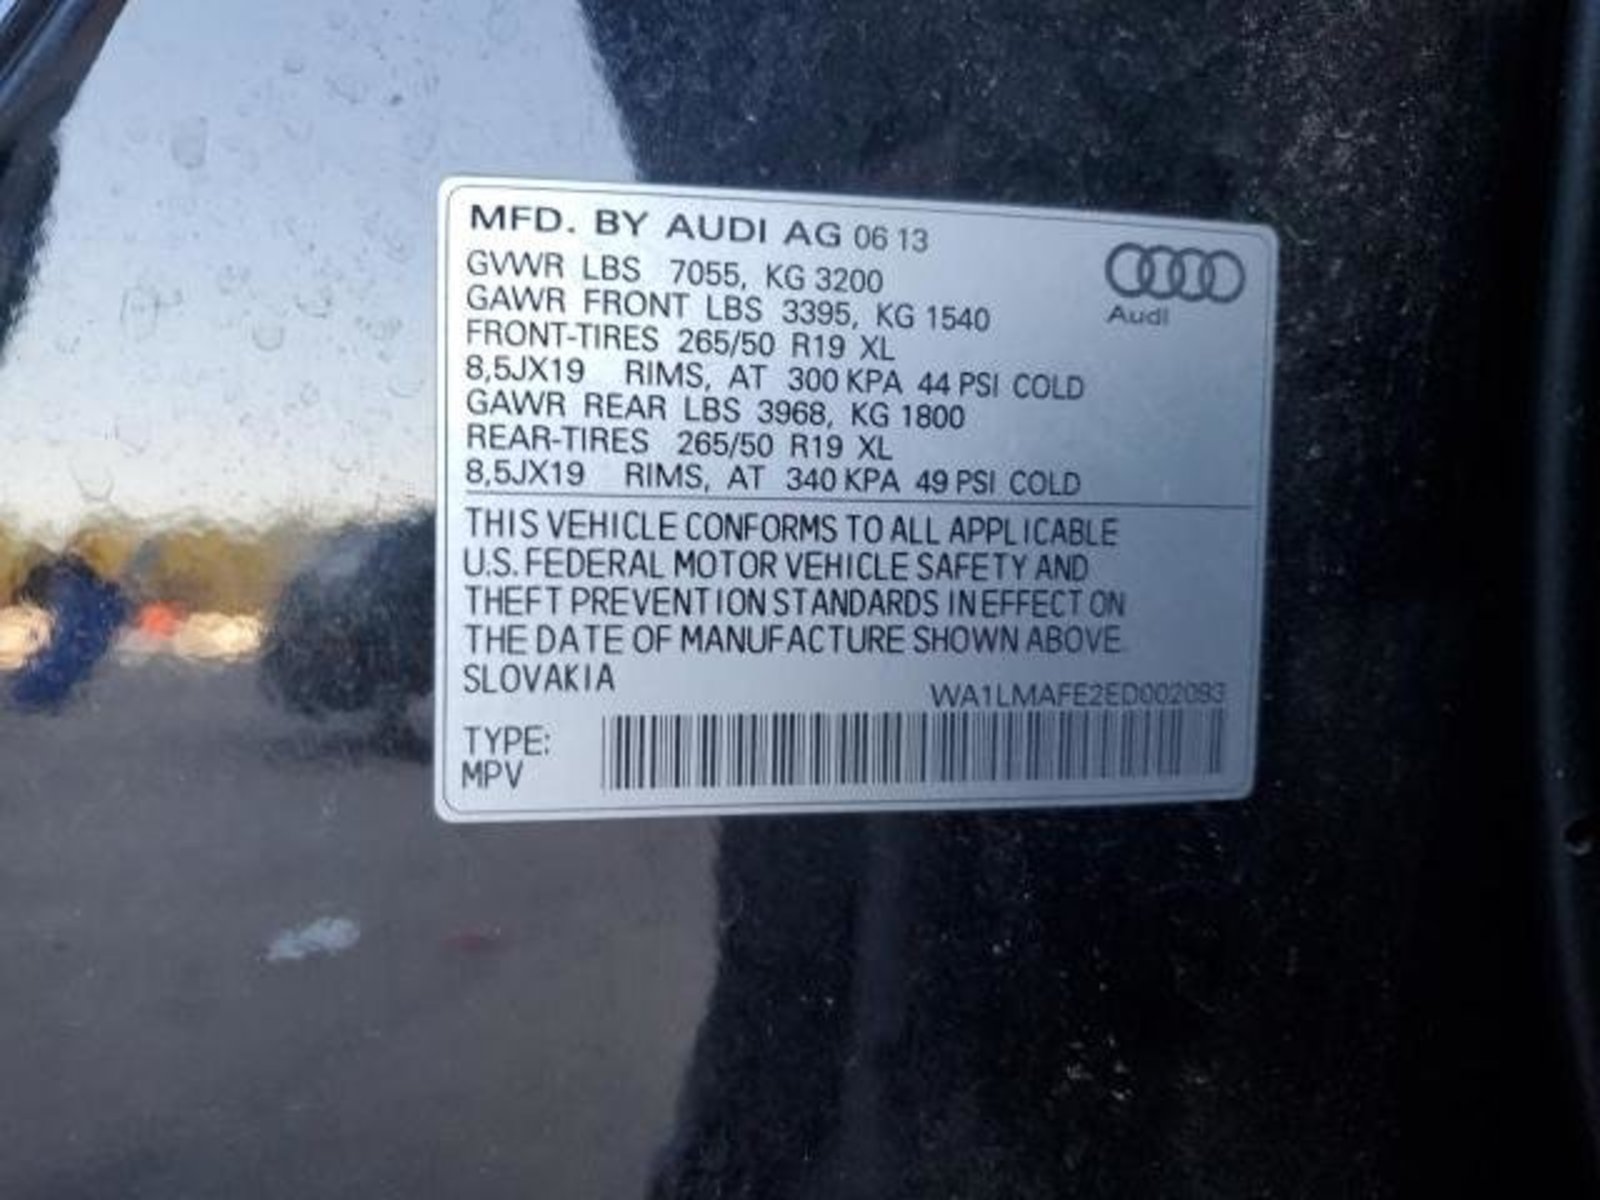 MFD. BY AUDI AG 06 13
GVWR LBS 7055, KG 3200
GAWR FRONT LBS 3395, KG 1540
FRONT-TIRES 265/50 R19 XL
8,5JX19 RIMS, AT 300 KPA 44 PSI COLD
GAWR REAR LBS 3968, KG 1800
REAR-TIRES 265/50 R19 XL
8,5JX19 RIMS, AT 340 KPA 49 PSI COLD
Audi
THIS VEHICLE CONFORMS TO ALL APPLICABLE
U.S. FEDERAL MOTOR VEHICLE SAFETY AND
THEFT PREVENTION STANDARDS IN EFFECT ON
THE DATE OF MANUFACTURE SHOWN ABOVE.
SLOVAKIA
WA1LMAFE2ED002093
TYPE:
MPV